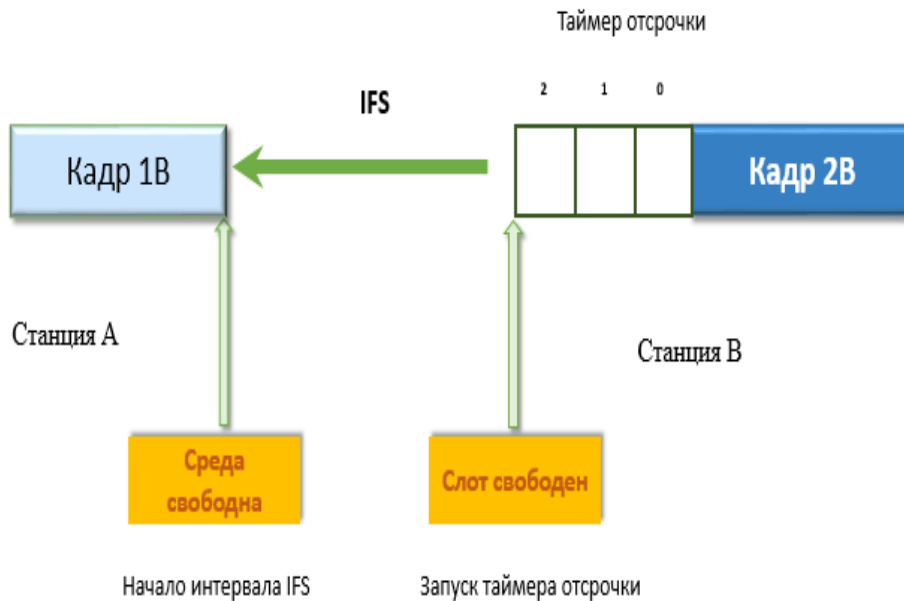 Таймер отсрочки
2 1 0
IFS
Кадр 1В
Кадр 2В
Станция А
Станция В
Среда
свободна
Слот свободен
Начало интервала IFS
Запуск таймера отсрочки